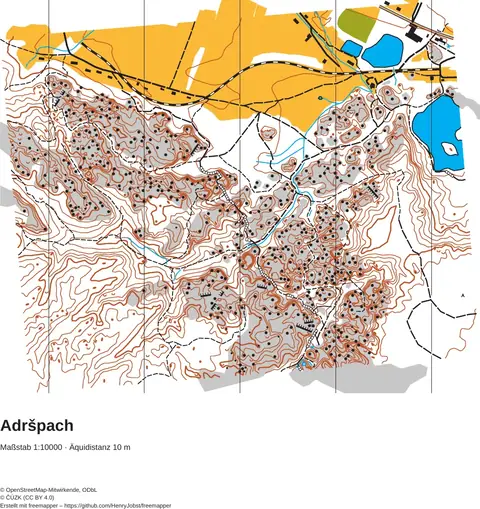 Adršpach
Maßstab 1:10000 · Äquidistanz 10 m
© OpenStreetMap-Mitwirkende, ODbL
© ČÚZK (CC BY 4.0)
Erstellt mit freemapper – https://github.com/HenryJobst/freemapper